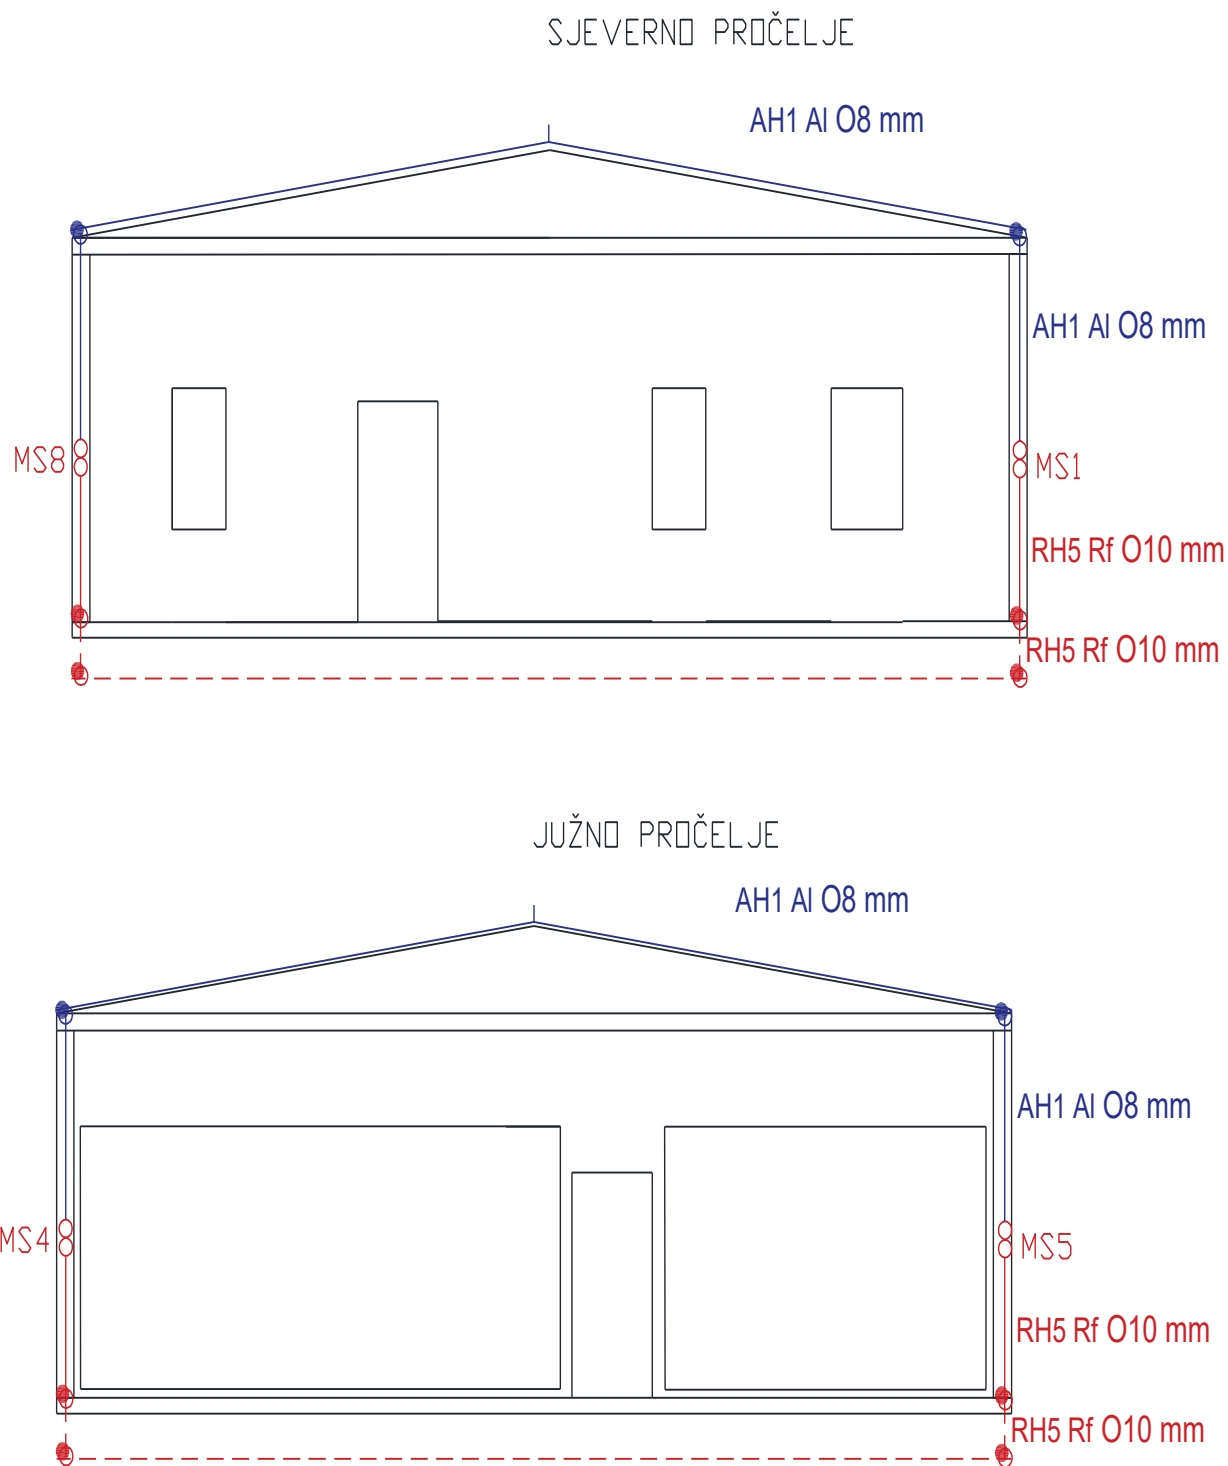 SJEVERNO PROČELJE
AH1 Al O8 mm
AH1 Al O8 mm
MS8
MS1
RH5 Rf O10 mm
RH5 Rf O10 mm
JUŽNO PROČELJE
AH1 Al O8 mm
AH1 Al O8 mm
MS4
MS5
RH5 Rf O10 mm
RH5 Rf O10 mm